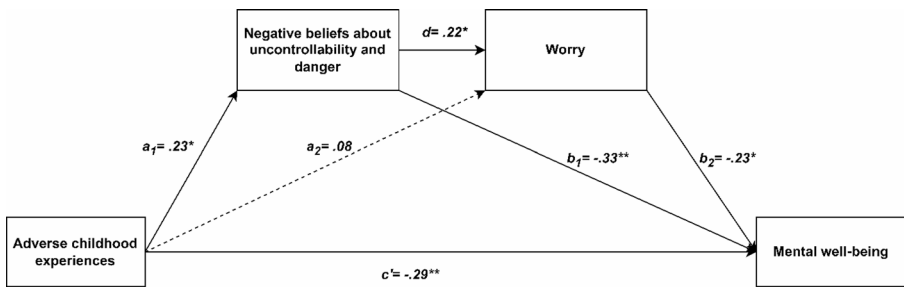 Negative beliefs about
uncontrollability and
danger
d= .22*
Worry
a1= .23*
a2= .08
b1= -.33**
b2= -.23*
Adverse childhood
experiences
Mental well-being
c'= -.29**